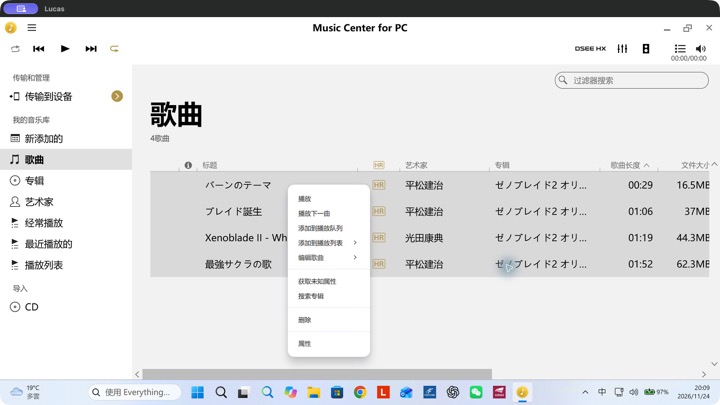 Lucas
Music Center for PC
DSEE HX
00:00/00:00
传输和管理
传输到设备
我的音乐库
新添加的
歌曲
专辑
艺术家
经常播放
最近播放的
播放列表
导入
CD
过滤器搜索
歌曲
4歌曲
标题 HR 艺术家 专辑 歌曲长度 文件大小
バーンのテーマ HR 平松建治 ゼノブレイド2 オリ... 00:29 16.5MB
ブレイド誕生 HR 平松建治 ゼノブレイド2 オリ... 01:06 37MB
Xenoblade II - Wh HR 光田康典 ゼノブレイド2 オリ... 01:19 44.3MB
最強サクラの歌 HR 平松建治 ゼノブレイド2 オリ... 01:52 62.3MB
播放
播放下一曲
添加到播放队列
添加到播放列表
编辑歌曲
获取未知属性
搜索专辑
删除
属性
19°C
多雲
使用 Everything...
中
97%
20:09
2026/11/24